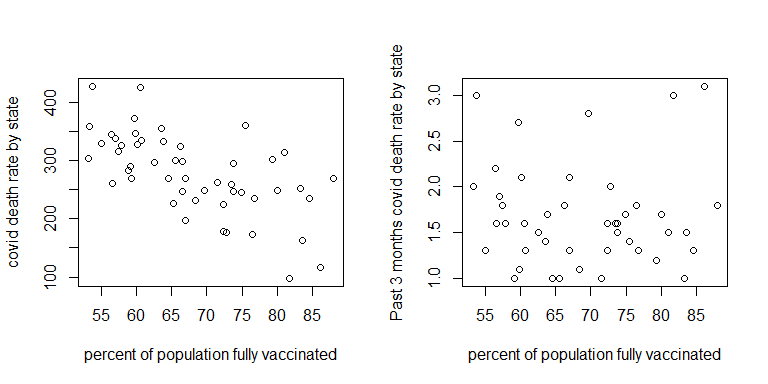 covid death rate by state
400
300
200
100
55 60 65 70 75 80 85
percent of population fully vaccinated
Past 3 months covid death rate by state
3.0
2.5
2.0
1.5
1.0
55 60 65 70 75 80 85
percent of population fully vaccinated